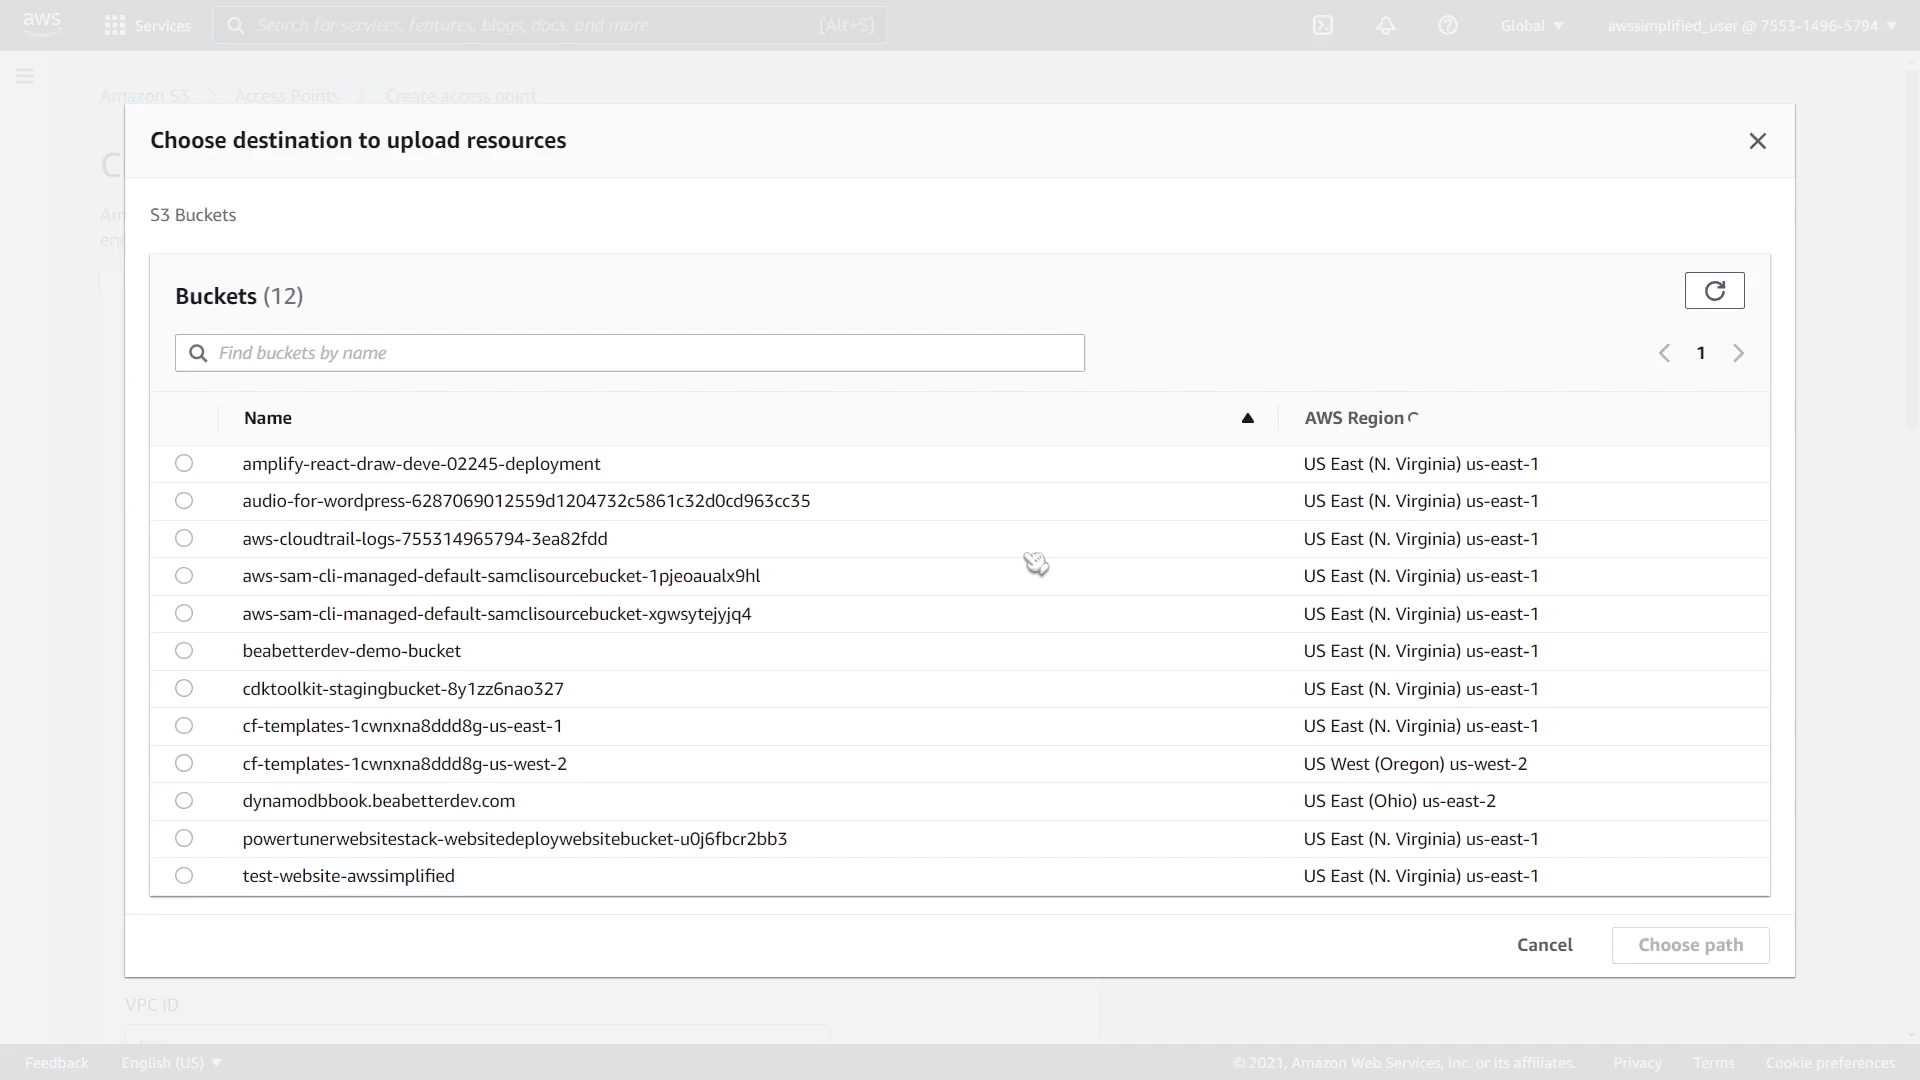 aws
Services
Search for services, features, blogs, docs, and more
[Alt+S]
Global
awssimplified_user @ 7553-1496-5794
Amazon S3
Access Points
Create access point
Choose destination to upload resources
S3 Buckets
Buckets (12)
Find buckets by name
1
Name
AWS Region
amplify-react-draw-deve-02245-deployment US East (N. Virginia) us-east-1
audio-for-wordpress-6287069012559d1204732c5861c32d0cd963cc35 US East (N. Virginia) us-east-1
aws-cloudtrail-logs-755314965794-3ea82fdd US East (N. Virginia) us-east-1
aws-sam-cli-managed-default-samclisourcebucket-1pjeoaualx9hl US East (N. Virginia) us-east-1
aws-sam-cli-managed-default-samclisourcebucket-xgwsytejyjq4 US East (N. Virginia) us-east-1
beabetterdev-demo-bucket US East (N. Virginia) us-east-1
cdktoolkit-stagingbucket-8y1zz6nao327 US East (N. Virginia) us-east-1
cf-templates-1cwnxna8ddd8g-us-east-1 US East (N. Virginia) us-east-1
cf-templates-1cwnxna8ddd8g-us-west-2 US West (Oregon) us-west-2
dynamodbbook.beabetterdev.com US East (Ohio) us-east-2
powertunerwebsitestack-websitedeploywebsitebucket-u0j6fbcr2bb3 US East (N. Virginia) us-east-1
test-website-awssimplified US East (N. Virginia) us-east-1
Cancel
Choose path
VPC ID
Feedback
English (US)
© 2021, Amazon Web Services, Inc. or its affiliates.
Privacy
Terms
Cookie preferences